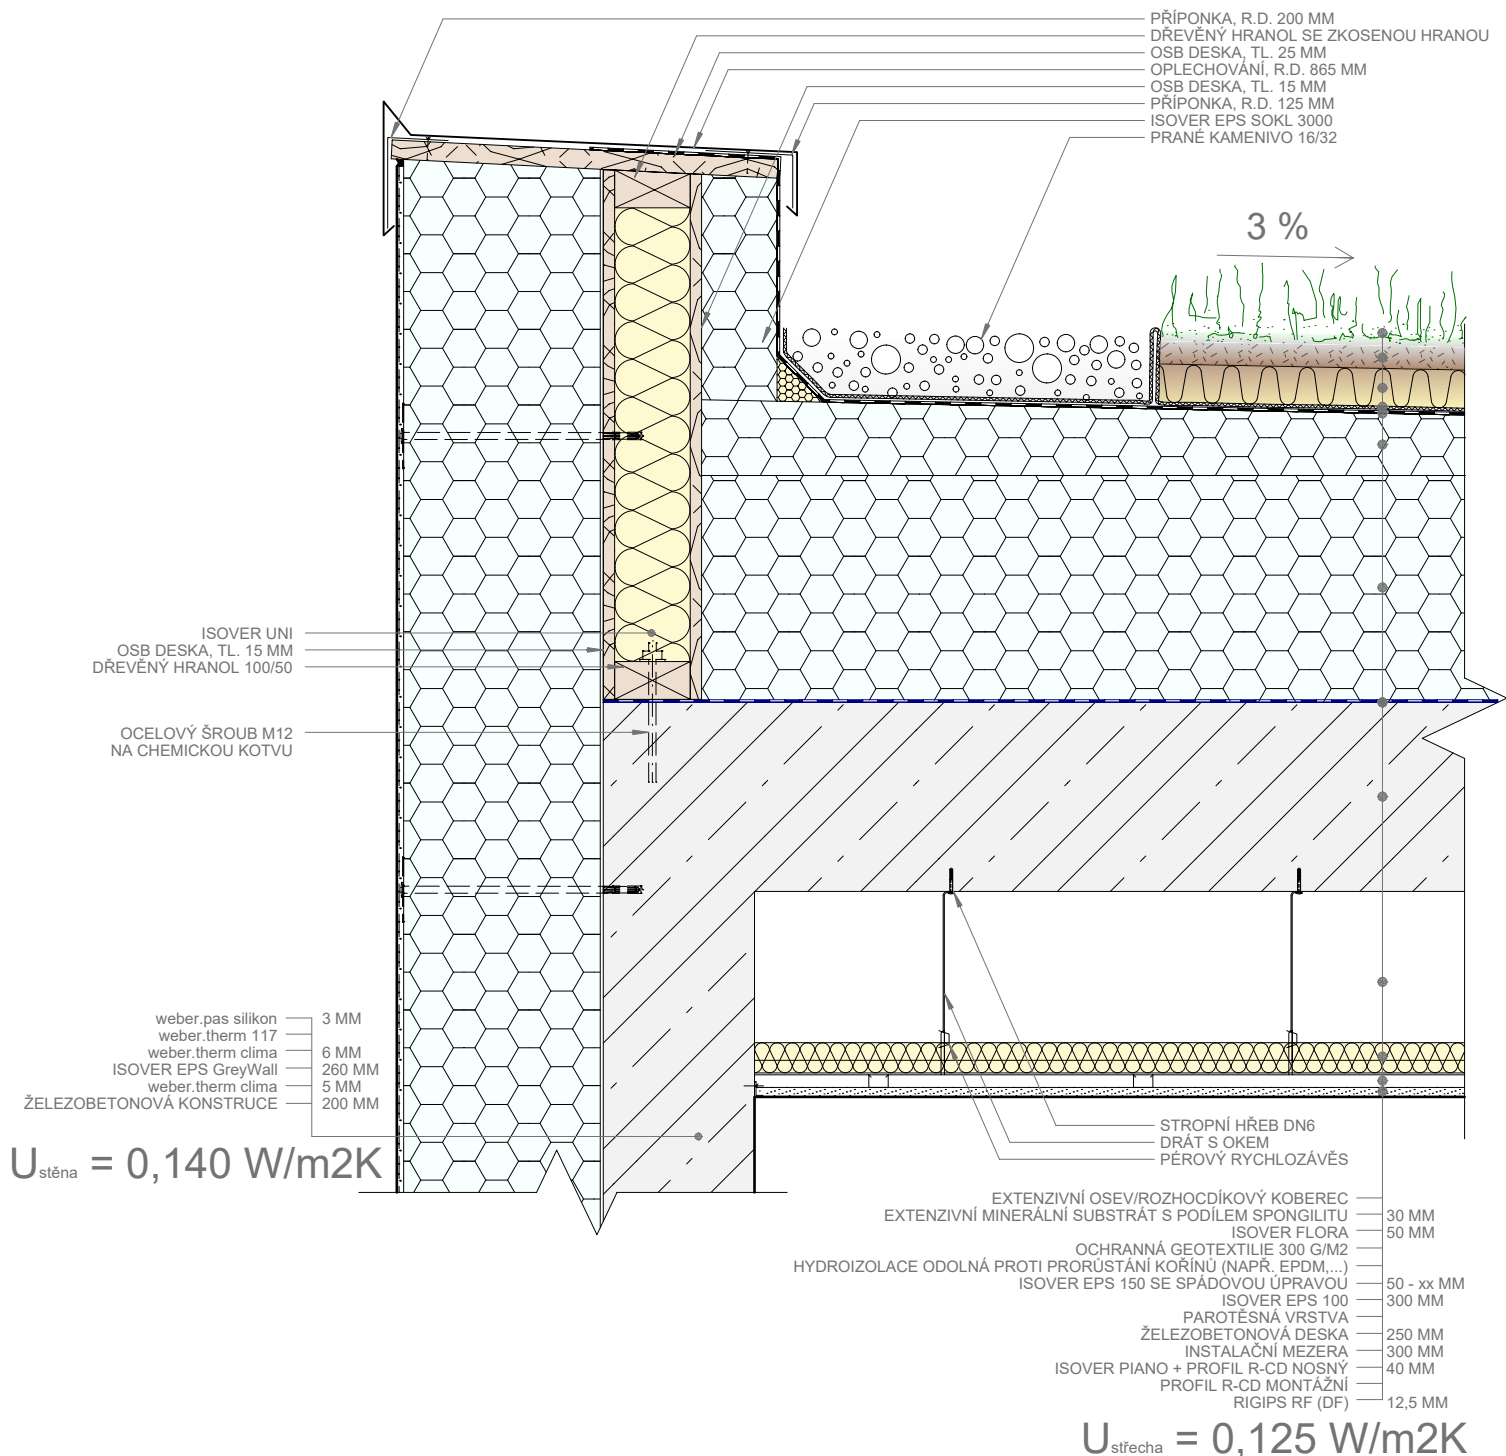 PŘÍPONKA, R.D. 200 MM
DŘEVĚNÝ HRANOL SE ZKOSENOU HRANOU
OSB DESKA, TL. 25 MM
OPLECHOVÁNÍ, R.D. 865 MM
OSB DESKA, TL. 15 MM
PŘÍPONKA, R.D. 125 MM
ISOVER EPS SOKL 3000
PRANÉ KAMENIVO 16/32
3 %
ISOVER UNI
OSB DESKA, TL. 15 MM
DŘEVĚNÝ HRANOL 100/50
OCELOVÝ ŠROUB M12
NA CHEMICKOU KOTVU
weber.pas silikon 3 MM
weber.therm 117
weber.therm clima 6 MM
ISOVER EPS GreyWall 260 MM
weber.therm clima 5 MM
ŽELEZOBETONOVÁ KONSTRUCE 200 MM
Ustěna = 0,140 W/m2K
STROPNÍ HŘEB DN6
DRÁT S OKEM
PÉROVÝ RYCHLOZÁVĚS
EXTENZIVNÍ OSEV/ROZHOCDÍKOVÝ KOBEREC
EXTENZIVNÍ MINERÁLNÍ SUBSTRÁT S PODÍLEM SPONGILITU 30 MM
ISOVER FLORA 50 MM
OCHRANNÁ GEOTEXTILIE 300 G/M2
HYDROIZOLACE ODOLNÁ PROTI PRORŮSTÁNÍ KOŘÍNŮ (NAPŘ. EPDM,...)
ISOVER EPS 150 SE SPÁDOVOU ÚPRAVOU 50 - xx MM
ISOVER EPS 100 300 MM
PAROTĚSNÁ VRSTVA
ŽELEZOBETONOVÁ DESKA 250 MM
INSTALAČNÍ MEZERA 300 MM
ISOVER PIANO + PROFIL R-CD NOSNÝ 40 MM
PROFIL R-CD MONTÁŽNÍ
RIGIPS RF (DF) 12,5 MM
Ustřecha = 0,125 W/m2K